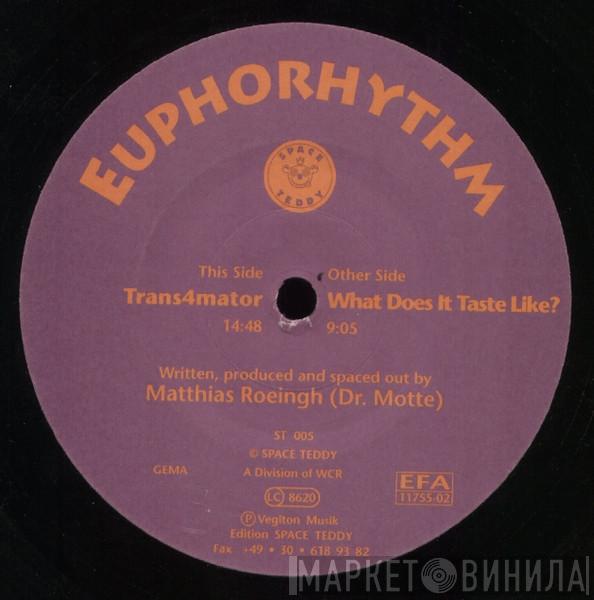 EUPHORHYTHM
SPACE
TEDDY
This Side
Trans4mator
14:48
Other Side
What Does It Taste Like?
9:05
Written, produced and spaced out by
Matthias Roeingh (Dr. Motte)
ST 005
© SPACE TEDDY
GEMA
A Division of WCR
EFA
11755-02
LC 8620
Ⓟ Vegiton Musik
Edition SPACE TEDDY
Fax +49 • 30 • 618 93 82
МАРКЕТ ВИНИЛА